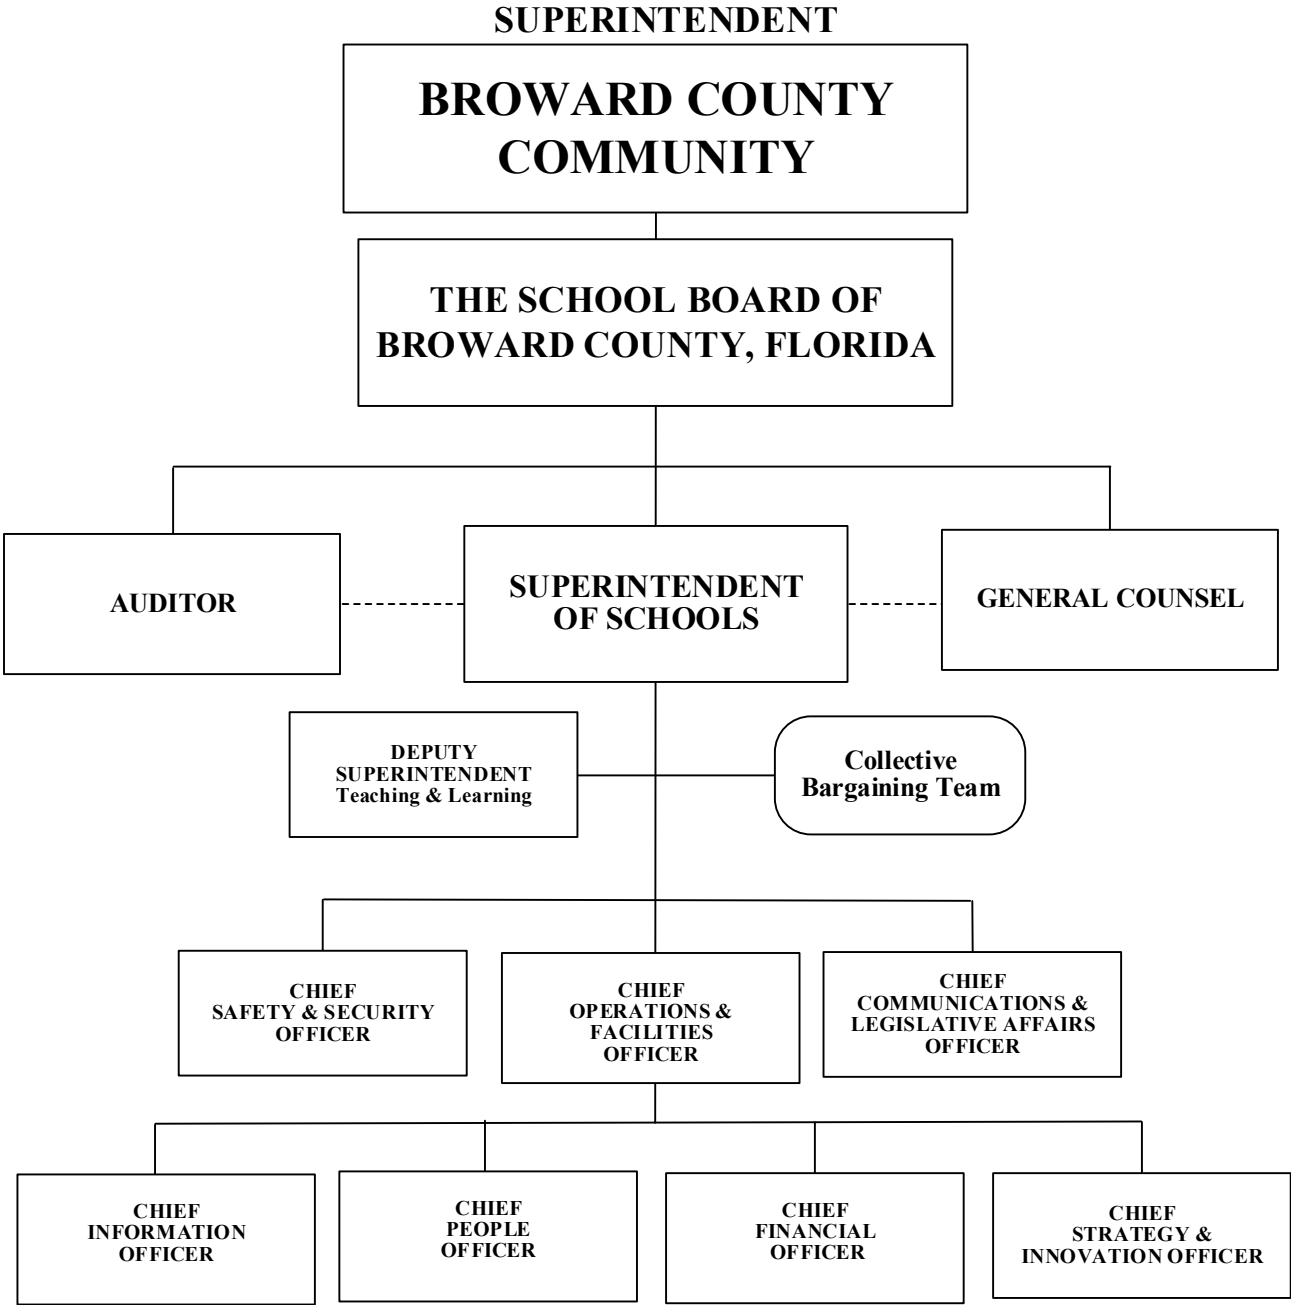 SUPERINTENDENT
BROWARD COUNTY
COMMUNITY
THE SCHOOL BOARD OF
BROWARD COUNTY, FLORIDA
AUDITOR
SUPERINTENDENT
OF SCHOOLS
GENERAL COUNSEL
DEPUTY
SUPERINTENDENT
Teaching & Learning
Collective
Bargaining Team
CHIEF
SAFETY & SECURITY
OFFICER
CHIEF
OPERATIONS &
FACILITIES
OFFICER
CHIEF
COMMUNICATIONS &
LEGISLATIVE AFFAIRS
OFFICER
CHIEF
INFORMATION
OFFICER
CHIEF
PEOPLE
OFFICER
CHIEF
FINANCIAL
OFFICER
CHIEF
STRATEGY &
INNOVATION OFFICER